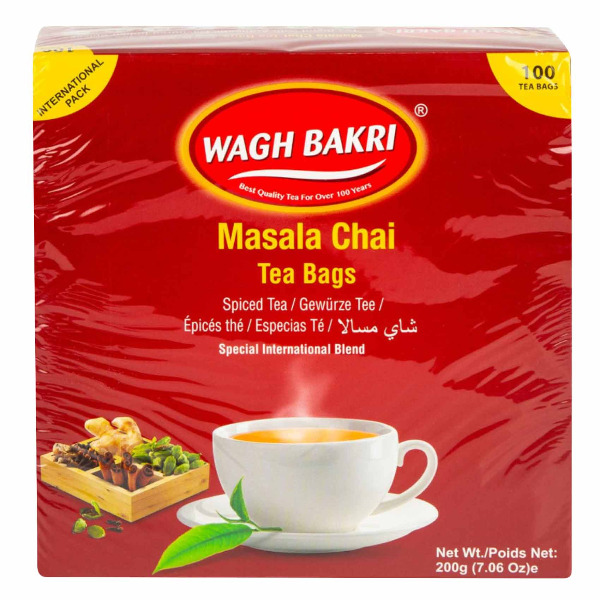 INTERNATIONAL
PACK
100
TEA BAGS
WAGH BAKRI®
Best Quality Tea For Over 100 Years
Masala Chai
Tea Bags
Spiced Tea / Gewürze Tee /
Épicés thé / Especias Té / شاي مسالا
Special International Blend
Net Wt./Poids Net:
200g (7.06 Oz)e